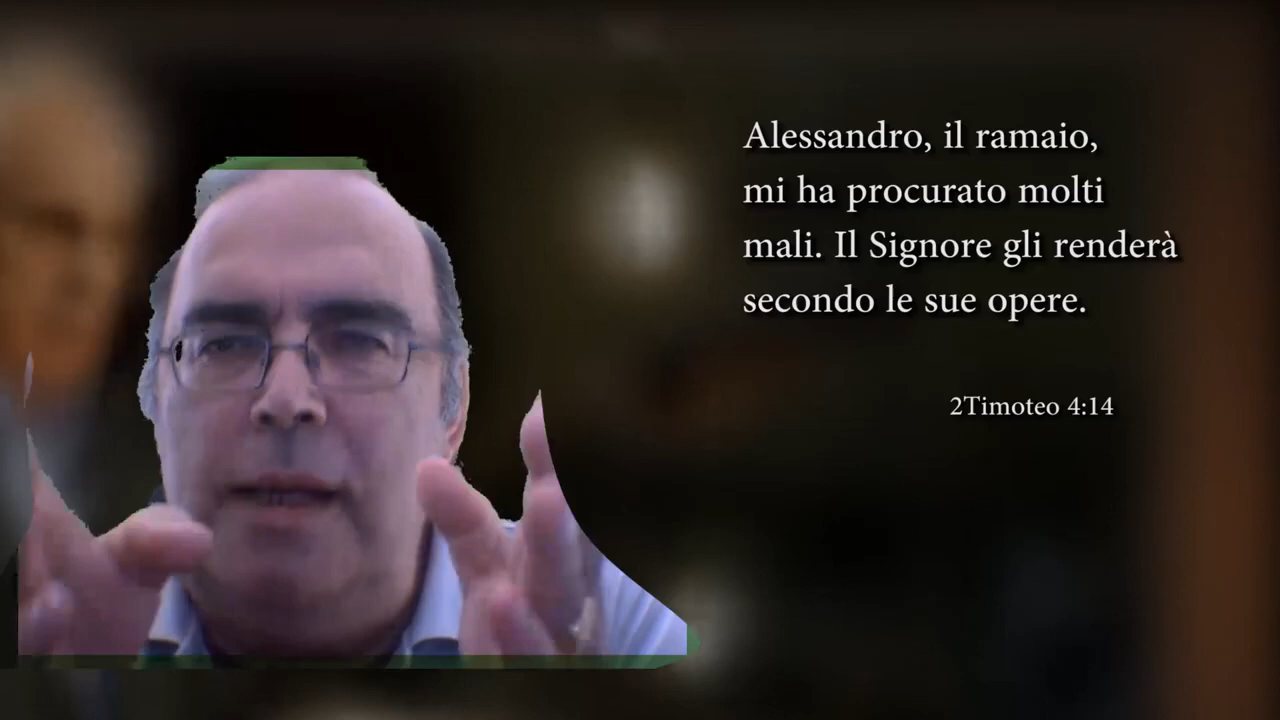 Alessandro, il ramaio,
mi ha procurato molti
mali. Il Signore gli renderà
secondo le sue opere.
2Timoteo 4:14